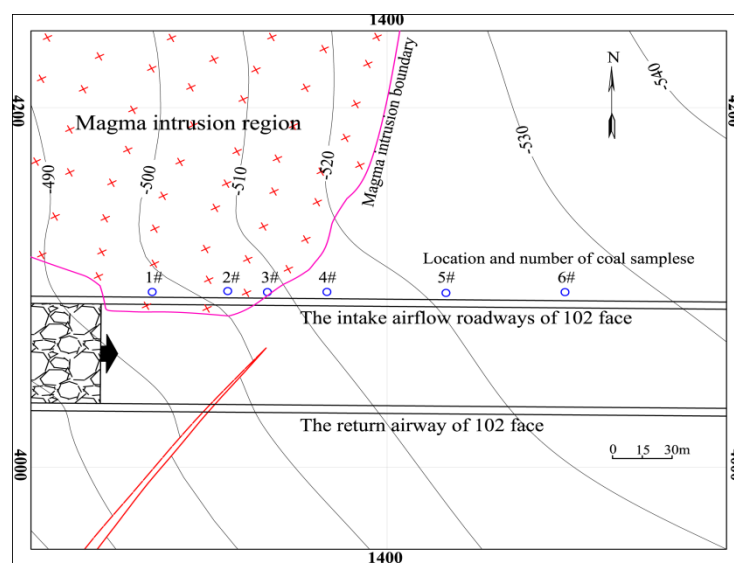 1400
N
-540
4200
4200
Magma intrusion boundary
Magma intrusion region
-530
-490
-500
-510
-520
Location and number of coal samplese
1#
2#
3#
4#
5#
6#
The intake airflow roadways of 102 face
The return airway of 102 face
0 15 30m
4000
1400